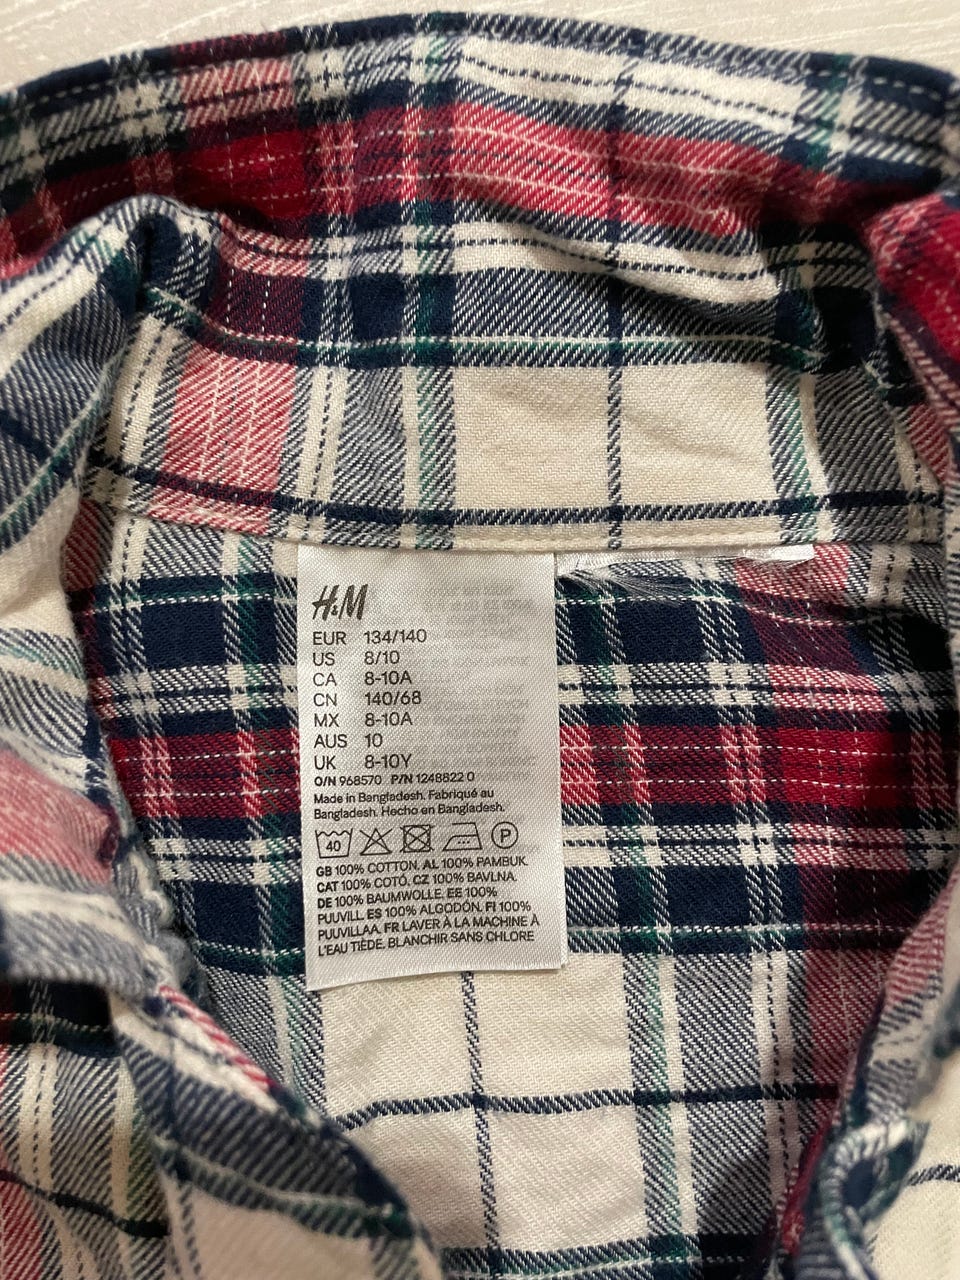 H&M
EUR 134/140
US 8/10
CA 8-10A
CN 140/68
MX 8-10A
AUS 10
UK 8-10Y
O/N 968570 P/N 1248822 0
Made in Bangladesh. Fabriqué au
Bangladesh. Hecho en Bangladesh.
40 P
GB 100% COTTON. AL 100% PAMBUK.
CAT 100% COTÓ. CZ 100% BAVLNA.
DE 100% BAUMWOLLE. EE 100%
PUUVILL. ES 100% ALGODÓN. FI 100%
PUUVILLAA. FR LAVER À LA MACHINE À
L'EAU TIÈDE. BLANCHIR SANS CHLORE